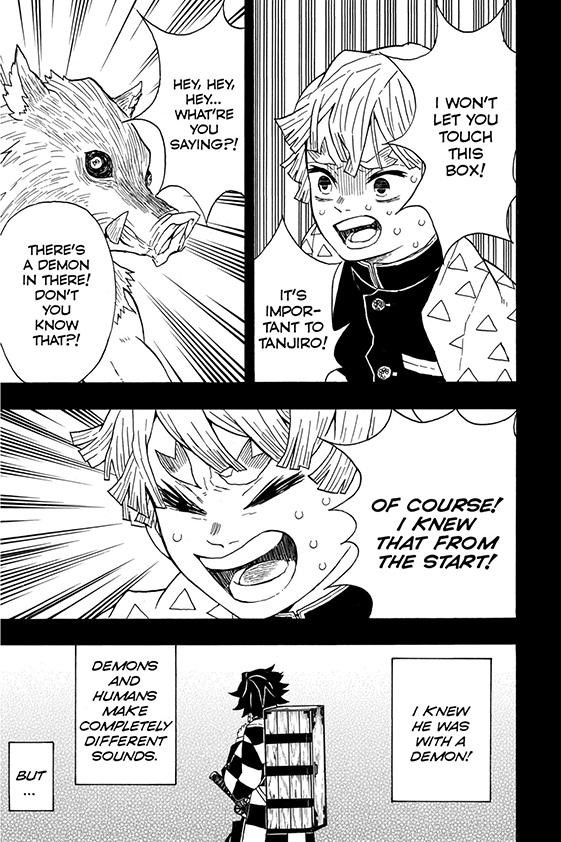 I WON'T
LET YOU
TOUCH
THIS
BOX!
IT'S
IMPOR-
TANT TO
TANJIRO!
HEY, HEY,
HEY...
WHAT'RE
YOU
SAYING?!
THERE'S
A DEMON
IN THERE!
DON'T
YOU
KNOW
THAT?!
OF COURSE!
I KNEW
THAT FROM
THE START!
I KNEW
HE WAS
WITH A
DEMON!
DEMONS
AND
HUMANS
MAKE
COMPLETELY
DIFFERENT
SOUNDS.
BUT
...